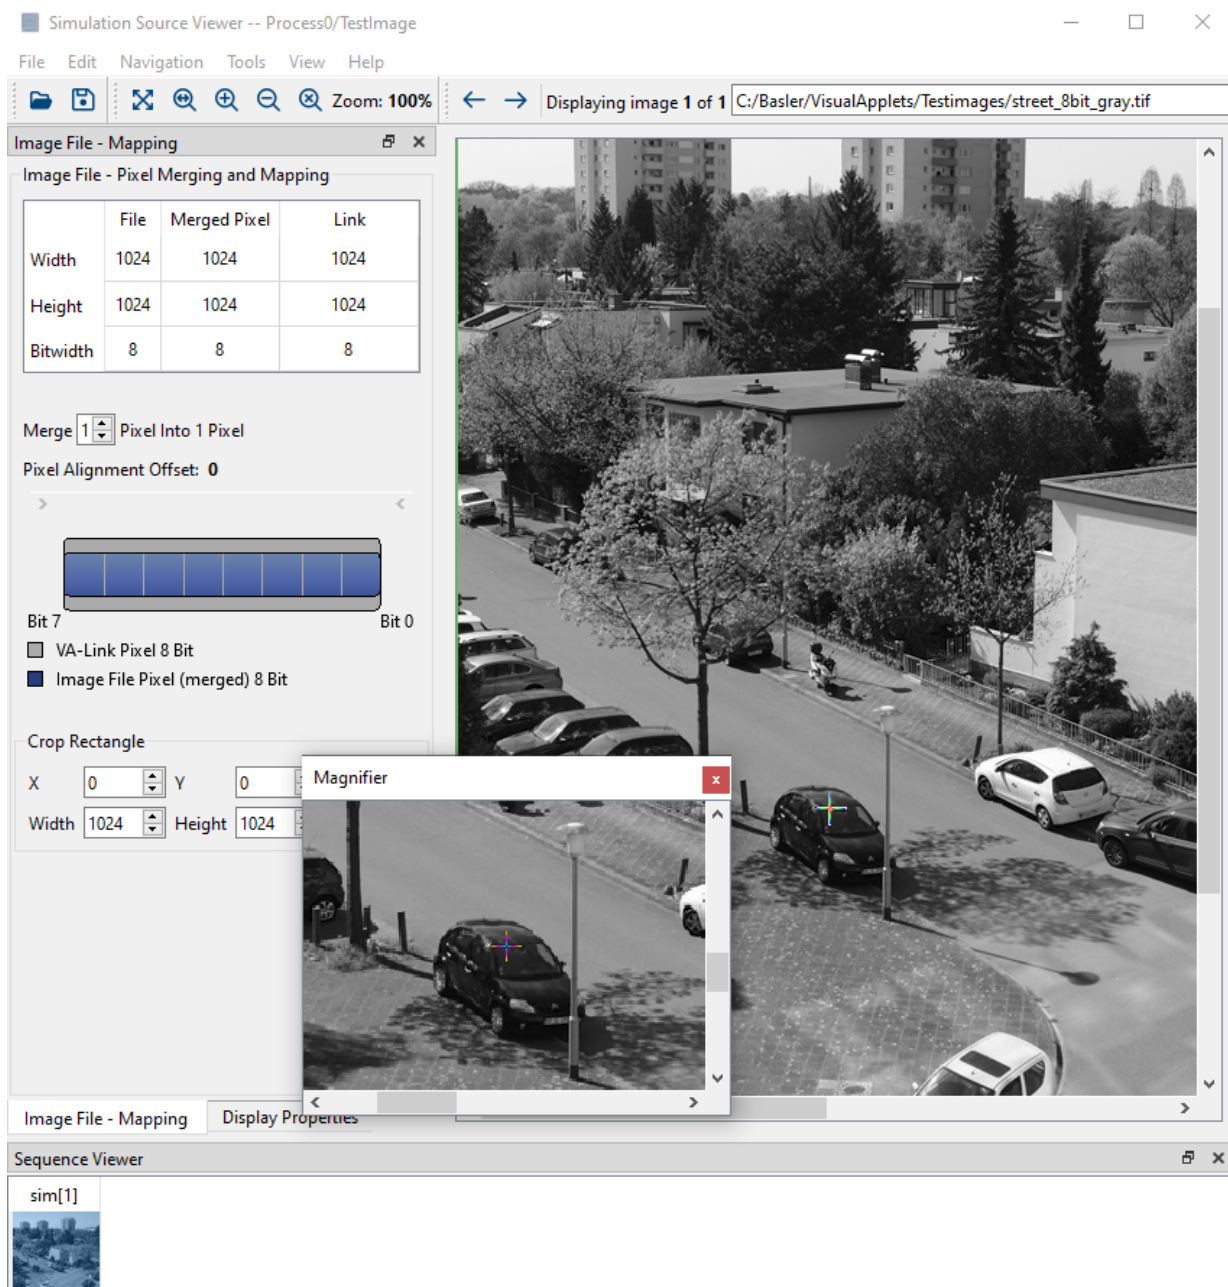 Simulation Source Viewer -- Process0/TestImage
File Edit Navigation Tools View Help
Zoom: 100% Displaying image 1 of 1 C:/Basler/VisualApplets/Testimages/street_8bit_gray.tif
Image File - Mapping
Image File - Pixel Merging and Mapping
File Merged Pixel Link
Width 1024 1024 1024
Height 1024 1024 1024
Bitwidth 8 8 8
Merge 1 Pixel Into 1 Pixel
Pixel Alignment Offset: 0
Bit 7 Bit 0
VA-Link Pixel 8 Bit
Image File Pixel (merged) 8 Bit
Crop Rectangle
X 0 Y 0
Width 1024 Height 1024
Magnifier
Image File - Mapping Display Properties
Sequence Viewer
sim[1]